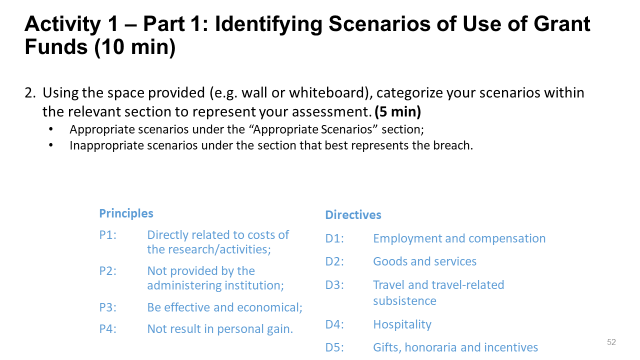 Activity 1 – Part 1: Identifying Scenarios of Use of Grant
Funds (10 min)
2. Using the space provided (e.g. wall or whiteboard), categorize your scenarios within
the relevant section to represent your assessment. (5 min)
• Appropriate scenarios under the “Appropriate Scenarios” section;
• Inappropriate scenarios under the section that best represents the breach.
Principles
P1: Directly related to costs of
the research/activities;
P2: Not provided by the
administering institution;
P3: Be effective and economical;
P4: Not result in personal gain.
Directives
D1: Employment and compensation
D2: Goods and services
D3: Travel and travel-related
subsistence
D4: Hospitality
D5: Gifts, honoraria and incentives
52